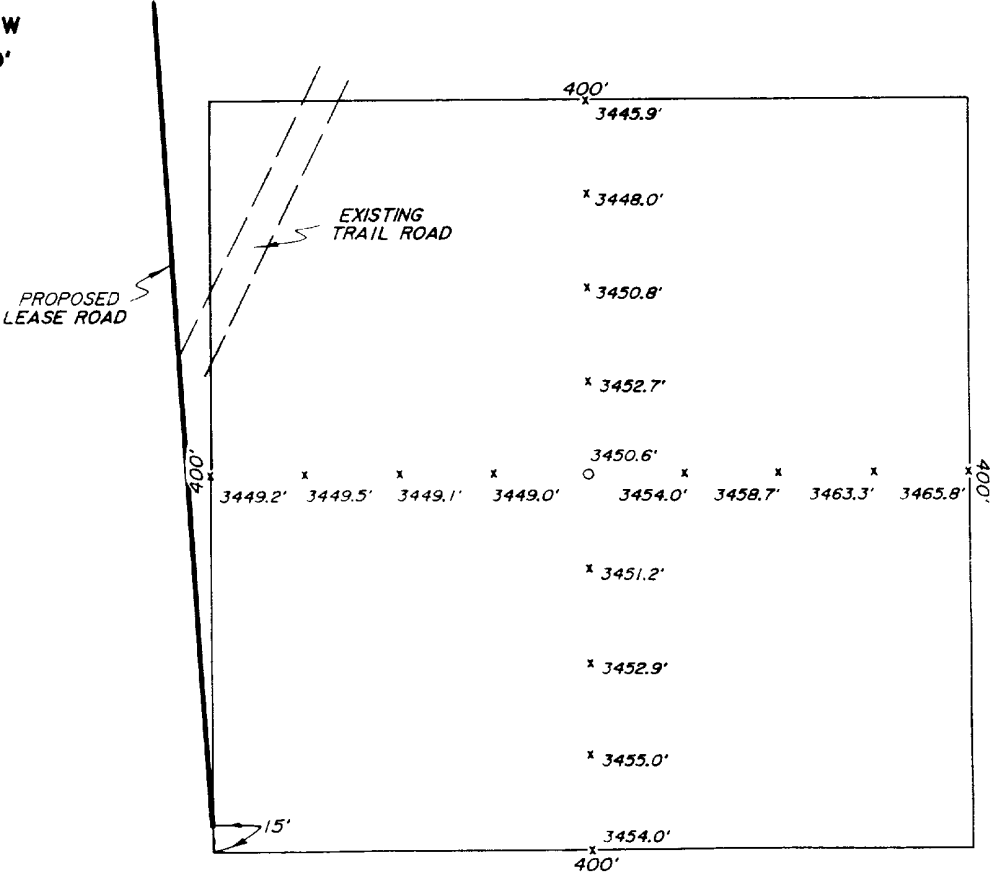 W
400'
3445.9'
3448.0'
EXISTING
TRAIL ROAD
3450.8'
PROPOSED
LEASE ROAD
3452.7'
400'
3450.6'
400'
3449.2' 3449.5' 3449.1' 3449.0' 3454.0' 3458.7' 3463.3' 3465.8'
3451.2'
3452.9'
3455.0'
15'
3454.0'
400'